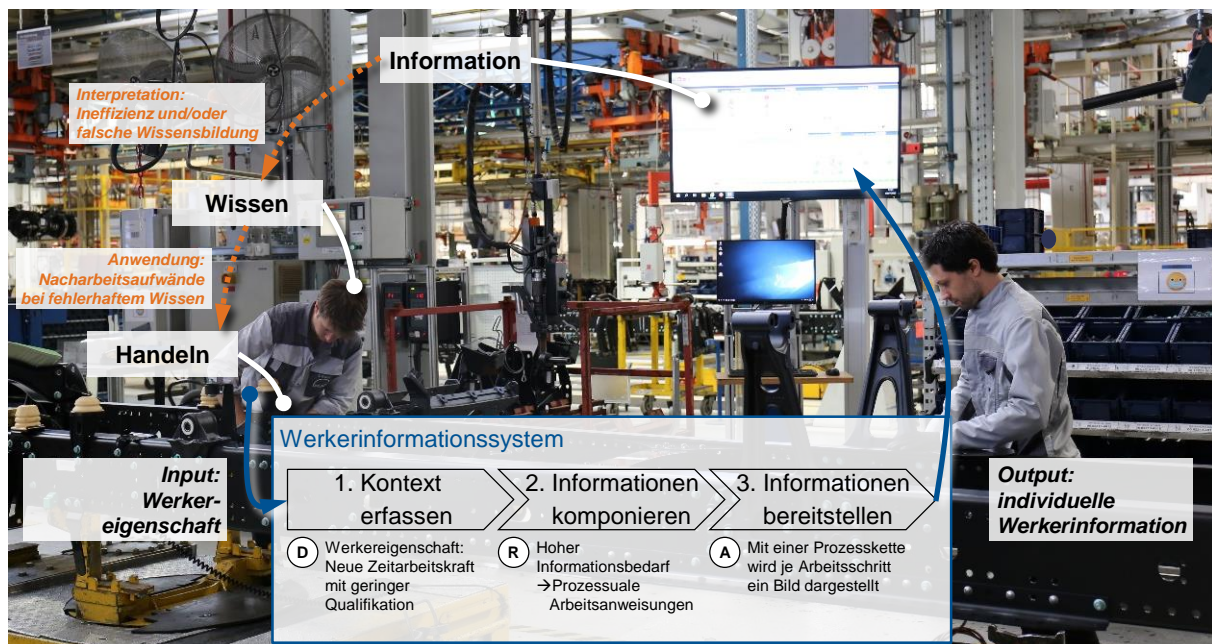 Information
Interpretation:
Ineffizienz und/oder
falsche Wissensbildung
Wissen
Anwendung:
Nacharbeitsaufwände
bei fehlerhaftem Wissen
Handeln
Werkerinformationssystem
Input:
Werker-
eigenschaft
1. Kontext
erfassen
2. Informationen
komponieren
3. Informationen
bereitstellen
Output:
individuelle
Werkerinformation
D Werkereigenschaft:
Neue Zeitarbeitskraft
mit geringer
Qualifikation
R Hoher
Informationsbedarf
→Prozessuale
Arbeitsanweisungen
A Mit einer Prozesskette
wird je Arbeitsschritt
ein Bild dargestellt